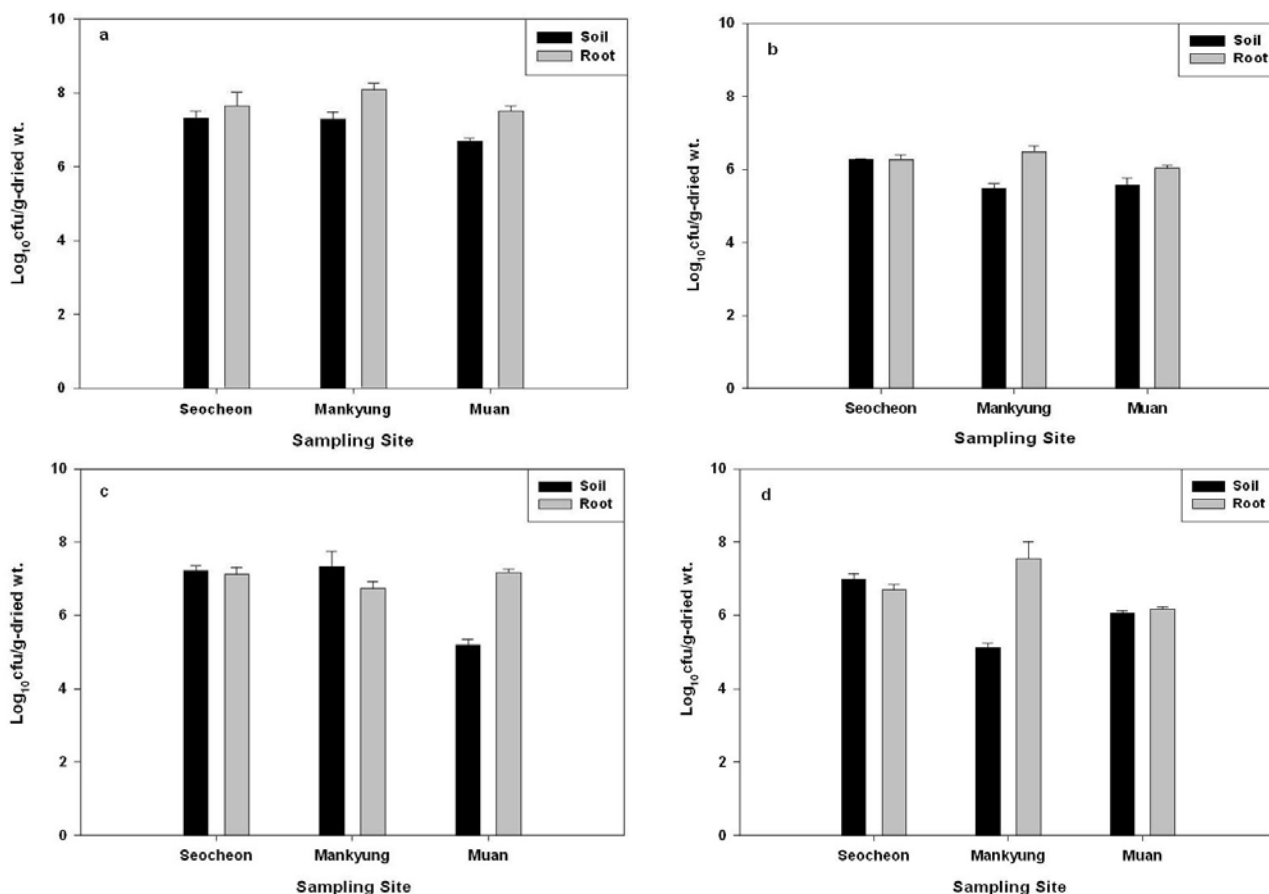 a
Soil
Root
10
8
6
4
2
0
Log₁₀cfu/g-dried wt.
Seocheon Mankyung Muan
Sampling Site
b
Soil
Root
10
8
6
4
2
0
Log₁₀cfu/g-dried wt.
Seocheon Mankyung Muan
Sampling Site
c
Soil
Root
10
8
6
4
2
0
Log₁₀cfu/g-dried wt.
Seocheon Mankyung Muan
Sampling Site
d
Soil
Root
10
8
6
4
2
0
Log₁₀cfu/g-dried wt.
Seocheon Mankyung Muan
Sampling Site